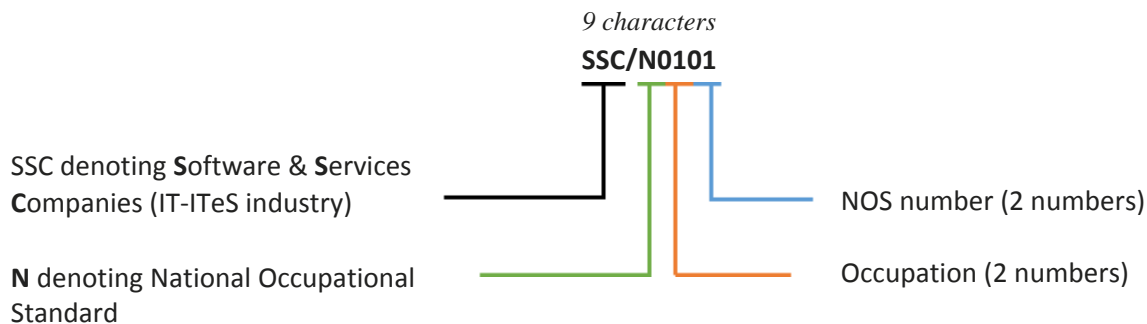 9 characters
SSC/N0101
SSC denoting Software & Services
Companies (IT-ITeS industry)
NOS number (2 numbers)
N denoting National Occupational
Standard
Occupation (2 numbers)